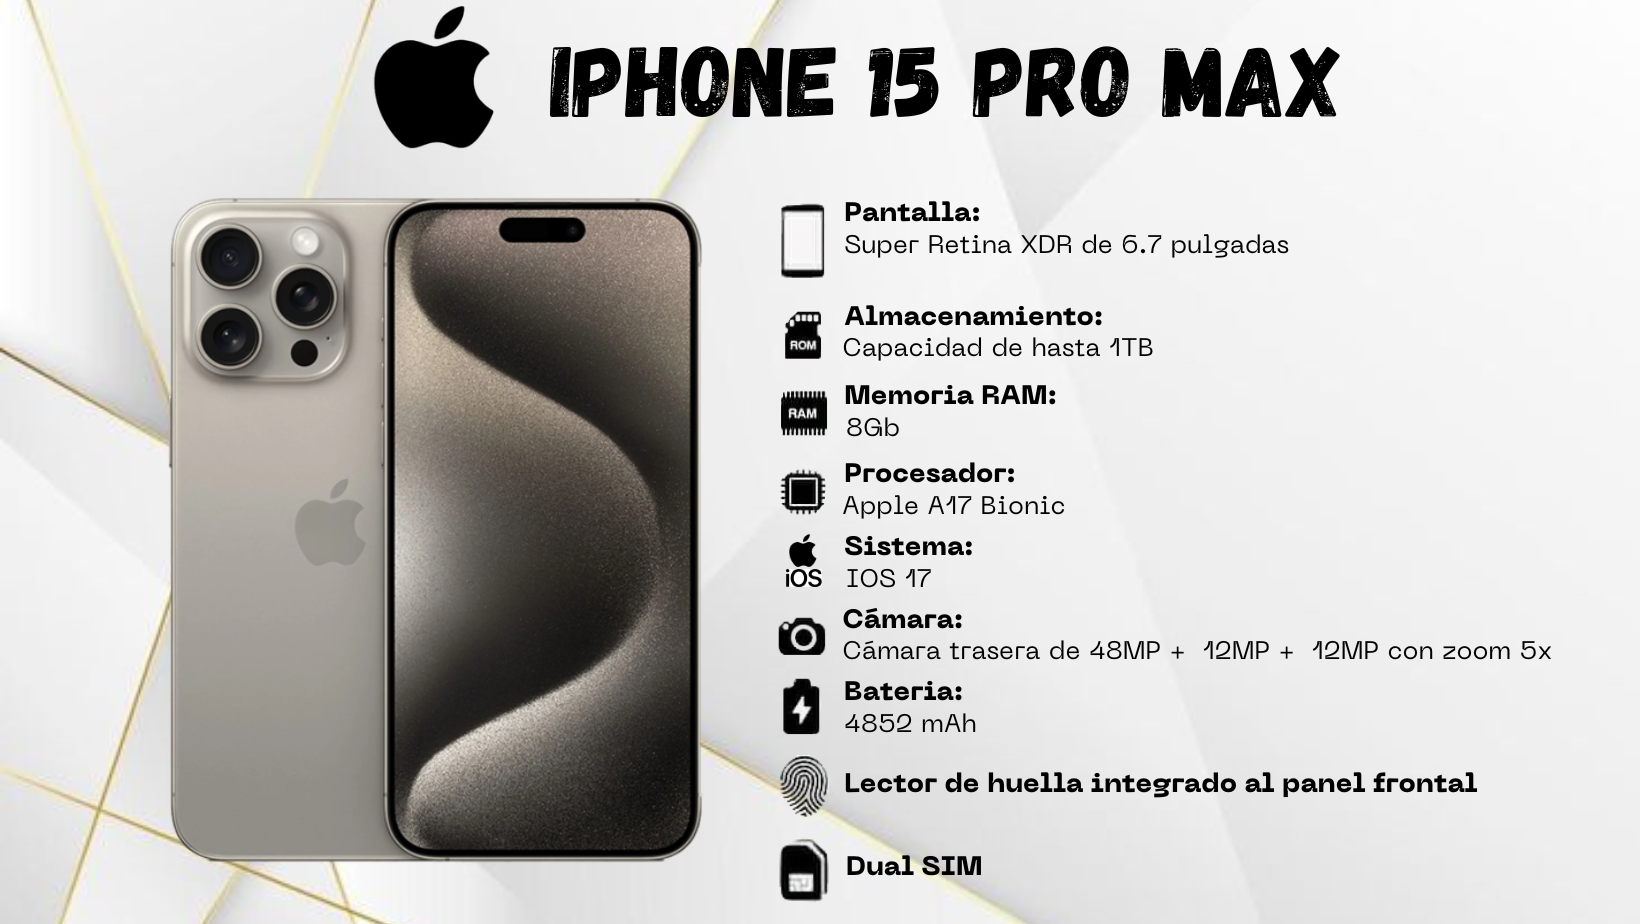 IPHONE 15 PRO MAX
Pantalla:
Super Retina XDR de 6.7 pulgadas
ROM
Almacenamiento:
Capacidad de hasta 1TB
RAM
Memoria RAM:
8Gb
Procesador:
Apple A17 Bionic
iOS
Sistema:
IOS 17
Cámara:
Cámara trasera de 48MP + 12MP + 12MP con zoom 5x
Bateria:
4852 mAh
Lector de huella integrado al panel frontal
Dual SIM